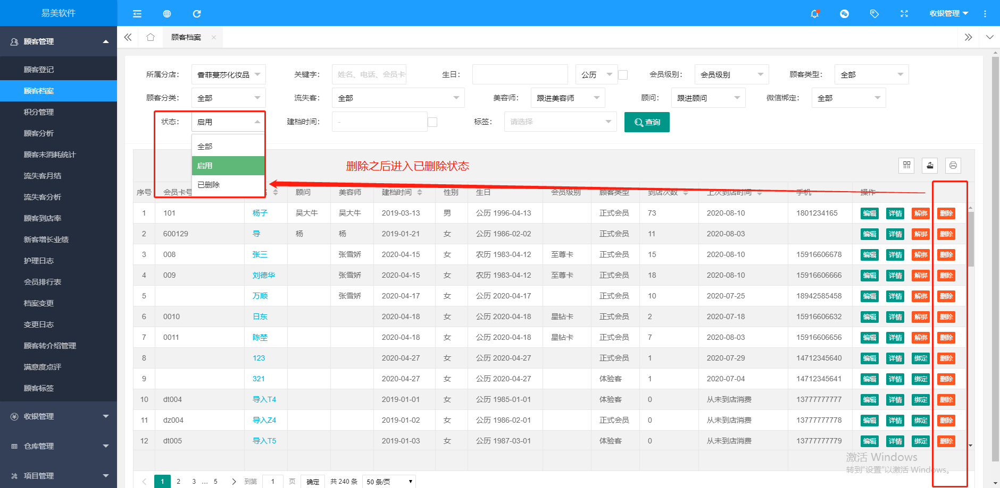 易美软件
收银管理
顾客管理
顾客档案
顾客登记
顾客档案
积分管理
顾客分析
顾客未消耗统计
流失客月结
流失客分析
顾客到店率
新客增长业绩
护理日志
会员排行表
档案变更
变更日志
顾客转介绍管理
满意度点评
顾客标签
收银管理
仓库管理
项目管理
所属分店: 香菲蔓莎化妆品 关键字: 姓名、电话、会员卡 生日: 公历 会员级别: 会员级别 顾客类型: 全部
顾客分类: 全部 流失客: 全部 美容师: 跟进美容师 顾问: 跟进顾问 微信绑定: 全部
状态: 启用 建档时间: - 标签: 请选择 查询
全部
启用
已删除
删除之后进入已删除状态
序号 会员卡号 顾问 美容师 建档时间 性别 生日 会员级别 顾客类型 到店次数 上次到店时间 手机 操作
1 101 杨子 吴大牛 吴大牛 2019-03-13 男 公历 1996-04-13 正式会员 73 2020-08-10 1801234165 编辑 详情 解绑 删除
2 600129 导 杨 杨 2019-01-21 女 公历 1986-02-02 正式会员 11 2020-08-03 编辑 详情 解绑 删除
3 008 张三 张雪娇 2020-04-15 女 农历 1983-04-12 至尊卡 正式会员 15 2020-08-10 15916606678 编辑 详情 解绑 删除
4 009 刘德华 张雪娇 2020-04-15 女 农历 1983-04-12 至尊卡 正式会员 18 2020-08-10 15916606666 编辑 详情 解绑 删除
5 万顺 张雪娇 2020-04-17 女 公历 2020-04-17 正式会员 10 2020-07-25 18942585458 编辑 详情 解绑 删除
6 0010 日东 2020-04-18 女 公历 2020-04-18 星钻卡 正式会员 2 2020-07-18 15916606632 编辑 详情 解绑 删除
7 0011 陈埜 2020-04-18 女 公历 2020-04-18 星钻卡 正式会员 7 2020-08-03 15916606656 编辑 详情 解绑 删除
8 123 2020-04-27 女 公历 2020-04-27 正式会员 1 2020-07-29 14712345640 编辑 详情 绑定 删除
9 321 2020-04-27 女 公历 2020-04-27 体验客 1 2020-07-04 14712345641 编辑 详情 绑定 删除
10 dt004 导入T4 2019-01-01 女 公历 1985-01-01 体验客 0 从未到店消费 13777777777 编辑 详情 绑定 删除
11 dz004 导入Z4 2019-01-02 女 公历 1986-02-01 正式会员 0 从未到店消费 13777777778 编辑 详情 绑定 删除
12 dt005 导入T5 2019-01-03 女 公历 1987-03-01 体验客 0 从未到店消费 13777777779 编辑 详情 绑定 删除
激活 Windows
转到“设置”以激活 Windows。
1 2 3 … 5 到第 1 页 确定 共 240 条 50 条/页